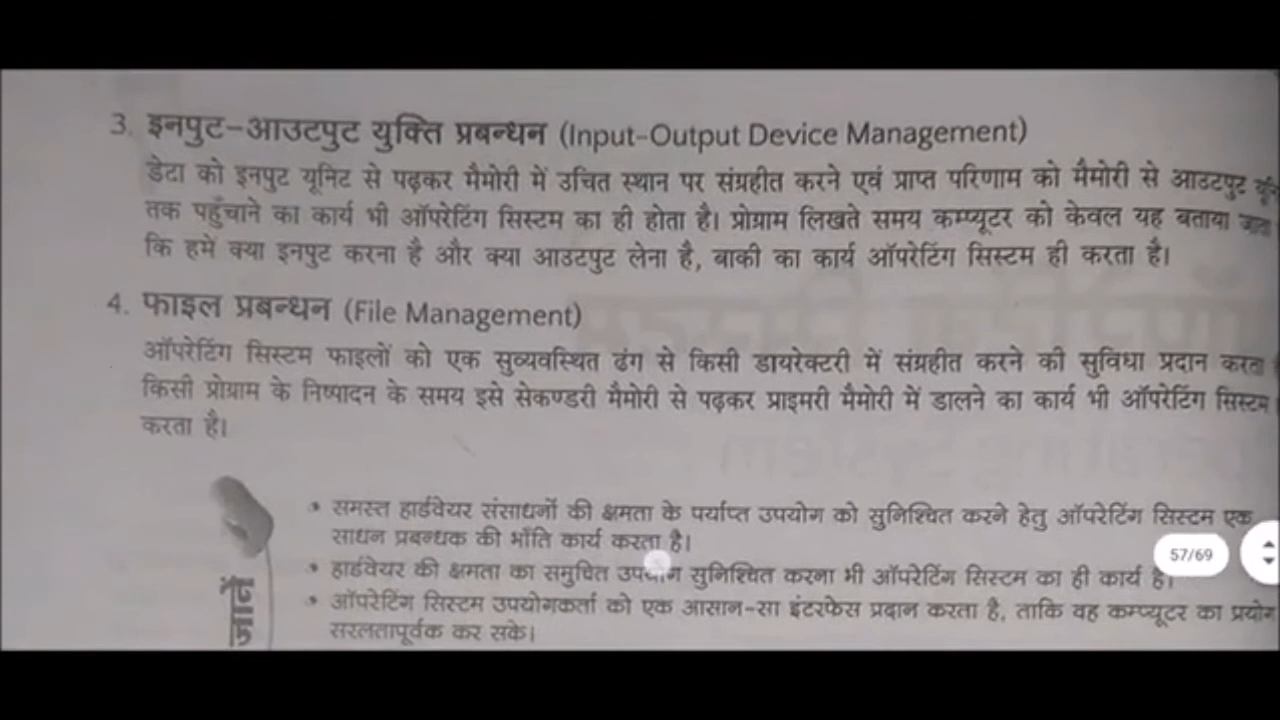 3. इनपुट-आउटपुट युक्ति प्रबन्धन (Input-Output Device Management)
डेटा को इनपुट यूनिट से पढ़कर मैमोरी में उचित स्थान पर संग्रहीत करने एवं प्राप्त परिणाम को मैमोरी से आउटपुट
तक पहुँचाने का कार्य भी ऑपरेटिंग सिस्टम का ही होता है। प्रोग्राम लिखते समय कम्प्यूटर को केवल यह बताया जाता
कि हमें क्या इनपुट करना है और क्या आउटपुट लेना है, बाकी का कार्य ऑपरेटिंग सिस्टम ही करता है।
4. फाइल प्रबन्धन (File Management)
ऑपरेटिंग सिस्टम फाइलों को एक सुव्यवस्थित ढंग से किसी डायरेक्टरी में संग्रहीत करने की सुविधा प्रदान करता
किसी प्रोग्राम के निष्पादन के समय इसे सेकण्डरी मैमोरी से पढ़कर प्राइमरी मैमोरी में डालने का कार्य भी ऑपरेटिंग सिस्टम
करता है।
जानें
• समस्त हार्डवेयर संसाधनों की क्षमता के पर्याप्त उपयोग को सुनिश्चित करने हेतु ऑपरेटिंग सिस्टम एक
साधन प्रबन्धक की भाँति कार्य करता है।
• हार्डवेयर की क्षमता का समुचित उपयोग सुनिश्चित करना भी ऑपरेटिंग सिस्टम का ही कार्य है।
• ऑपरेटिंग सिस्टम उपयोगकर्ता को एक आसान-सा इंटरफेस प्रदान करता है, ताकि वह कम्प्यूटर का प्रयोग
सरलतापूर्वक कर सके।
57/69